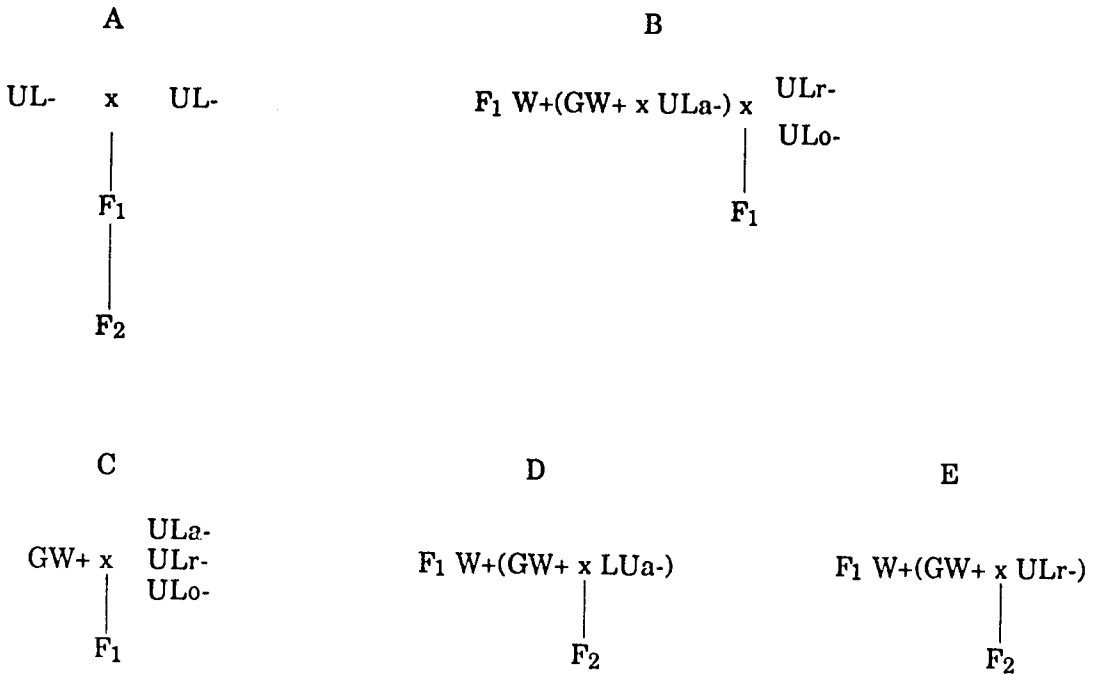 A
UL- x UL-
F1
F2
B
F1 W+(GW+ x ULa-) x
ULr-
ULo-
F1
C
GW+ x
ULa-
ULr-
ULo-
F1
D
F1 W+(GW+ x LUa-)
F2
E
F1 W+(GW+ x ULr-)
F2